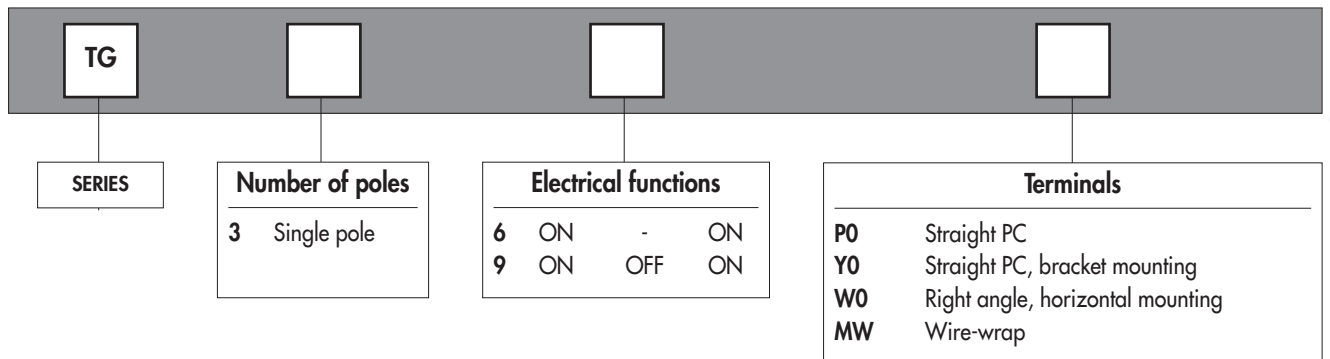 TG
SERIES
Number of poles
3 Single pole
Electrical functions
6 ON - ON
9 ON OFF ON
Terminals
P0 Straight PC
Y0 Straight PC, bracket mounting
W0 Right angle, horizontal mounting
MW Wire-wrap